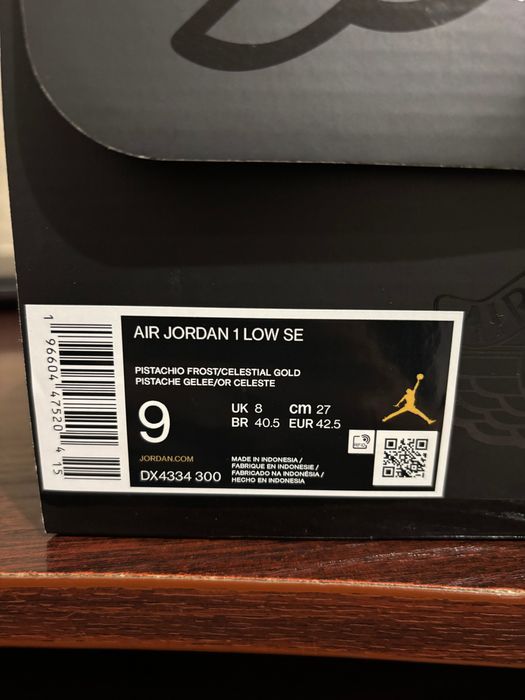 AIR JORDAN 1 LOW SE
PISTACHIO FROST/CELESTIAL GOLD
PISTACHE GELEE/OR CELESTE
9
UK 8 cm 27
BR 40.5 EUR 42.5
JORDAN.COM
DX4334 300
MADE IN INDONESIA /
FABRIQUE EN INDONESIE /
FABRICADO NA INDONÉSIA /
HECHO EN INDONESIA
1 96604 47520 4 15